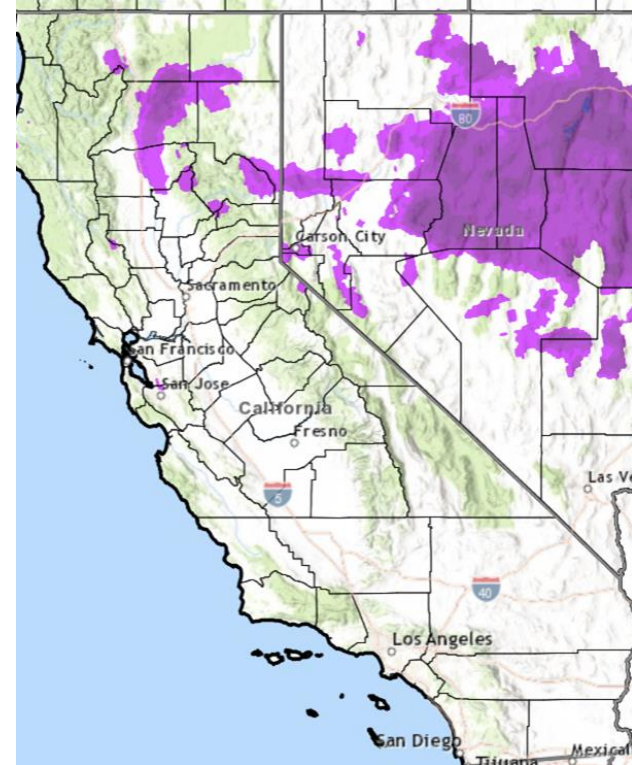 80
Nevada
Carson City
Sacramento
San Francisco
San Jose
California
Fresno
5
Las Ve
40
Los Angeles
San Diego
Tijuana
Mexical